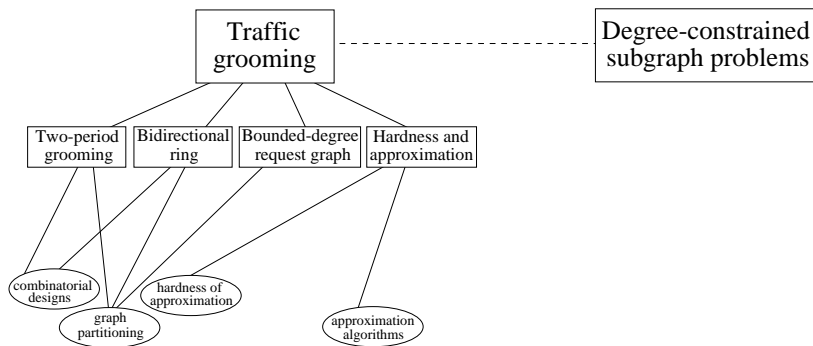 Traffic
grooming
Degree-constrained
subgraph problems
Two-period
grooming
Bidirectional
ring
Bounded-degree
request graph
Hardness and
approximation
combinatorial
designs
graph
partitioning
hardness of
approximation
approximation
algorithms